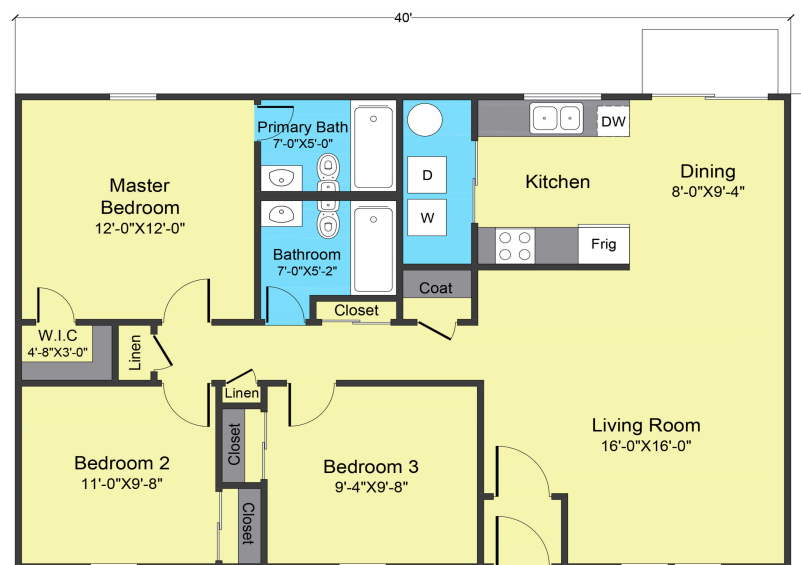 40'
Primary Bath
7'-0"X5'-0"
DW
D
Kitchen
Dining
8'-0"X9'-4"
Master
Bedroom
12'-0"X12'-0"
W
Bathroom
7'-0"X5'-2"
Frig
Coat
Closet
W.I.C
4'-8"X3'-0"
Linen
Linen
Closet
Living Room
16'-0"X16'-0"
Bedroom 2
11'-0"X9'-8"
Bedroom 3
9'-4"X9'-8"
Closet